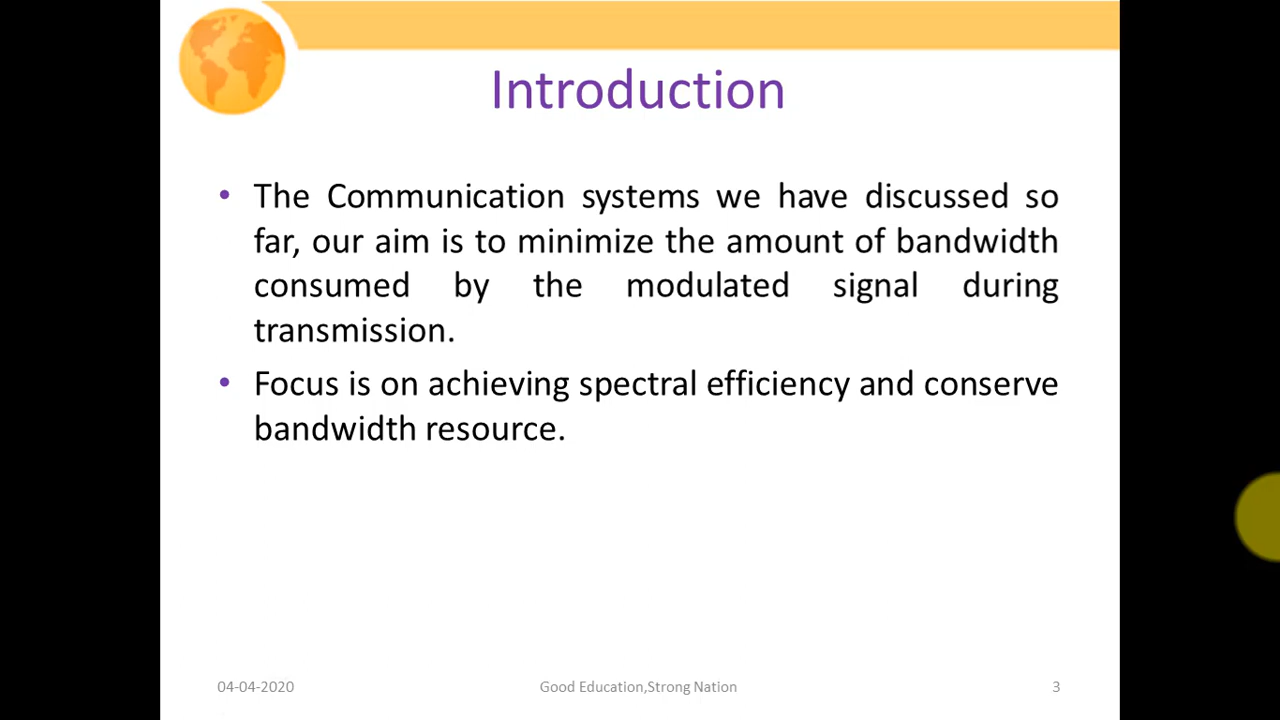 Introduction
• The Communication systems we have discussed so
far, our aim is to minimize the amount of bandwidth
consumed by the modulated signal during
transmission.
• Focus is on achieving spectral efficiency and conserve
bandwidth resource.
04-04-2020
Good Education,Strong Nation
3